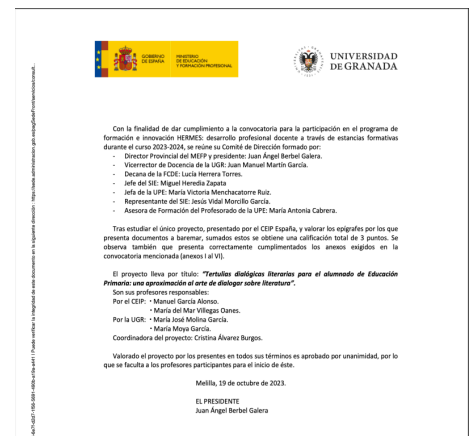 GOBIERNO
DE ESPAÑA
MINISTERIO
DE EDUCACIÓN
Y FORMACIÓN PROFESIONAL
UNIVERSIDAD
DE GRANADA
Con la finalidad de dar cumplimiento a la convocatoria para la participación en el programa de
formación e innovación HERMES: desarrollo profesional docente a través de estancias formativas
durante el curso 2023-2024, se reúne su Comité de Dirección formado por:
- Director Provincial del MEFP y presidente: Juan Ángel Berbel Galera.
- Vicerrector de Docencia de la UGR: Juan Manuel Martín García.
- Decana de la FCDE: Lucía Herrera Torres.
- Jefe del SIE: Miguel Heredia Zapata
- Jefa de la UPE: María Victoria Menchacatorre Ruiz.
- Representante del SIE: Jesús Vidal Morcillo García.
- Asesora de Formación del Profesorado de la UPE: María Antonia Cabrera.
Tras estudiar el único proyecto, presentado por el CEIP España, y valorar los epígrafes por los que
presenta documentos a baremar, sumados estos se obtiene una calificación total de 3 puntos. Se
observa también que presenta correctamente cumplimentados los anexos exigidos en la
convocatoria mencionada (anexos I al VI).
El proyecto lleva por título: "Tertulias dialógicas literarias para el alumnado de Educación
Primaria: una aproximación al arte de dialogar sobre literatura".
Son sus profesores responsables:
Por el CEIP: · Manuel García Alonso.
· María del Mar Villegas Oanes.
Por la UGR: · María José Molina García.
· María Moya García.
Coordinadora del proyecto: Cristina Álvarez Burgos.
Valorado el proyecto por los presentes en todos sus términos es aprobado por unanimidad, por lo
que se faculta a los profesores participantes para el inicio de éste.
Melilla, 19 de octubre de 2023.
EL PRESIDENTE
Juan Ángel Berbel Galera